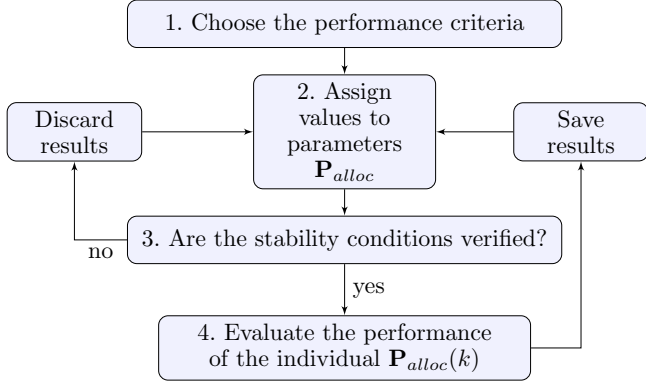 1. Choose the performance criteria
2. Assign
values to
parameters
P_alloc
Discard
results
Save
results
3. Are the stability conditions verified?
no
yes
4. Evaluate the performance
of the individual P_alloc(k)